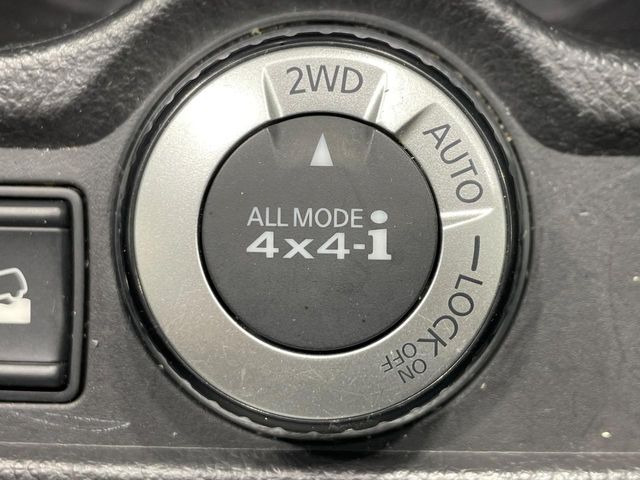 2WD
AUTO
LOCK
ON
OFF
ALL MODE
4x4-i